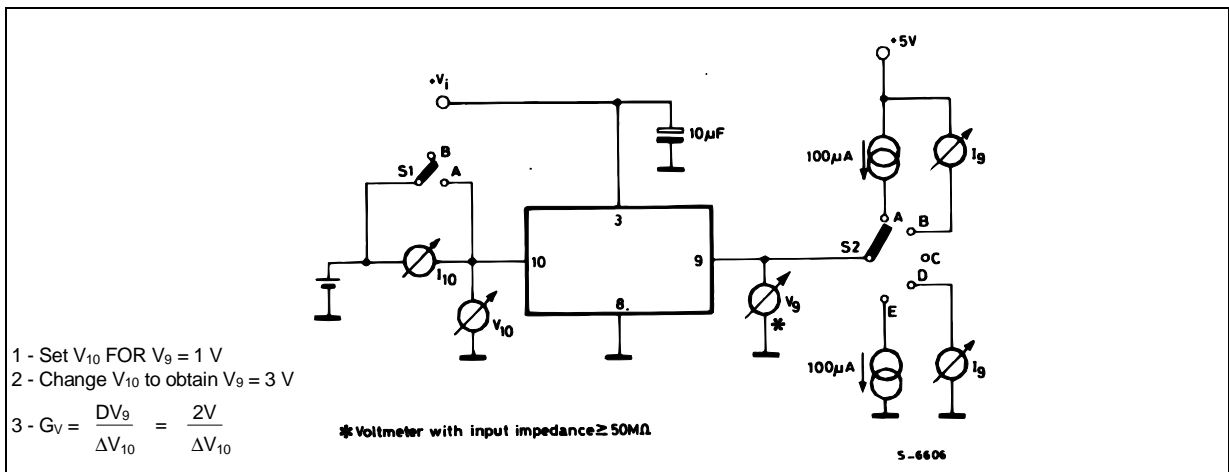 +5V
+Vi
10µF
100µA
I9
B
S1
A
3
A
B
S2
C
D
E
10
9
I10
V10
V9
*
8.
100µA
I9
1 - Set V10 FOR V9 = 1 V
2 - Change V10 to obtain V9 = 3 V
3 - GV = DV9 / ΔV10 = 2V / ΔV10
*Voltmeter with input impedance ≥ 50MΩ
S-6606